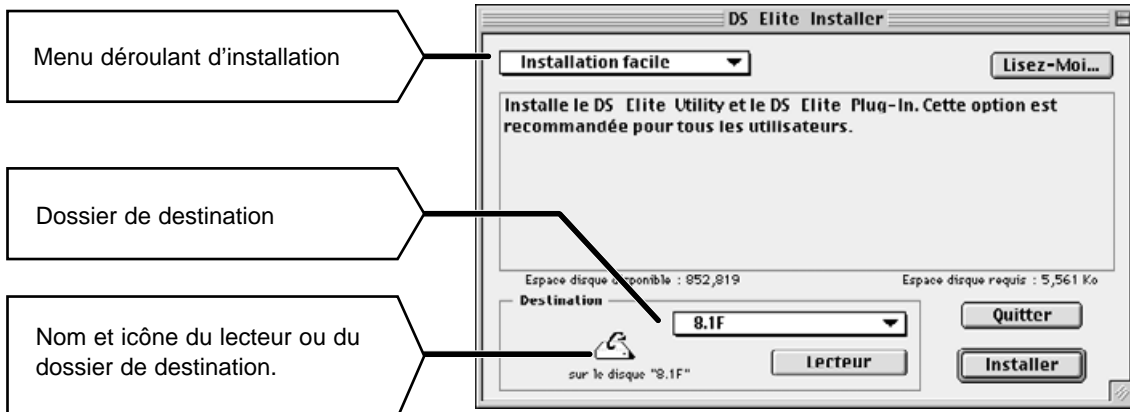 DS Elite Installer
Menu déroulant d'installation
Installation facile
Lisez-Moi...
Installe le DS Elite Utility et le DS Elite Plug-In. Cette option est
recommandée pour tous les utilisateurs.
Dossier de destination
Espace disque disponible : 852,819
Espace disque requis : 5,561 Ko
Destination
8.1F
Quitter
Nom et icône du lecteur ou du
dossier de destination.
sur le disque "8.1F"
Lecteur
Installer